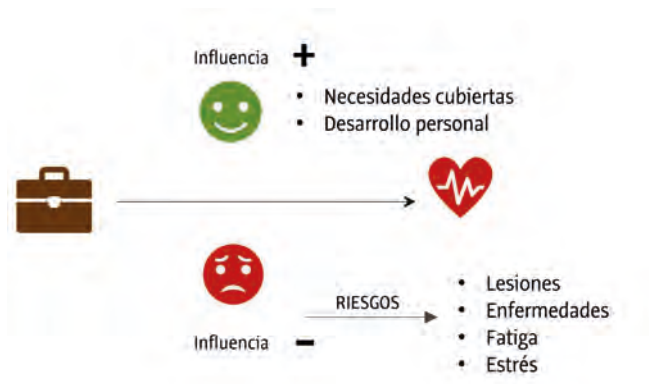 Influencia +
• Necesidades cubiertas
• Desarrollo personal
RIESGOS
• Lesiones
• Enfermedades
• Fatiga
• Estrés
Influencia -